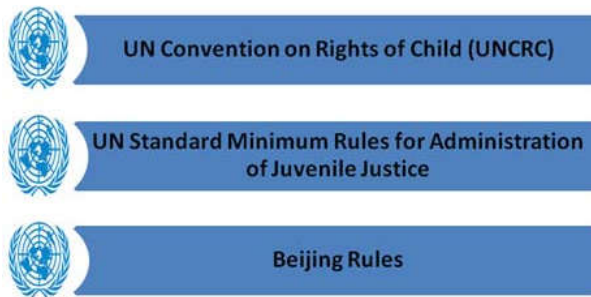 UN Convention on Rights of Child (UNCRC)
UN Standard Minimum Rules for Administration
of Juvenile Justice
Beijing Rules